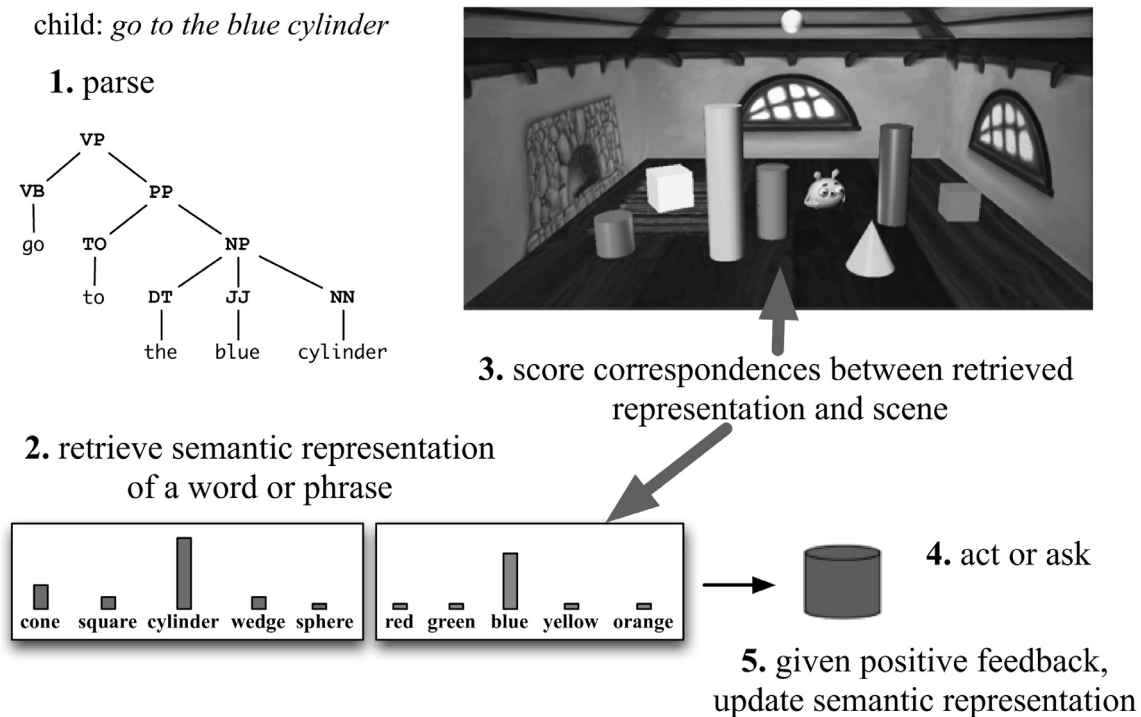 child: go to the blue cylinder
1. parse
VP
VB PP
go TO NP
to DT JJ NN
the blue cylinder
3. score correspondences between retrieved
representation and scene
2. retrieve semantic representation
of a word or phrase
cone square cylinder wedge sphere
red green blue yellow orange
4. act or ask
5. given positive feedback,
update semantic representation